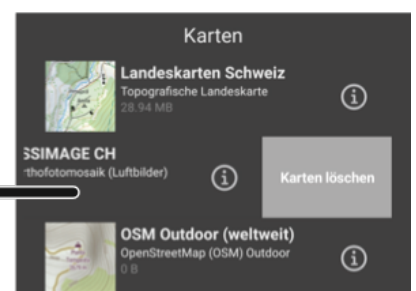 Karten
Landeskarten Schweiz
Topografische Landeskarte
28.94 MB
SSIMAGE CH
rthofotomosaik (Luftbilder)
Karten löschen
OSM Outdoor (weltweit)
OpenStreetMap (OSM) Outdoor
0 B